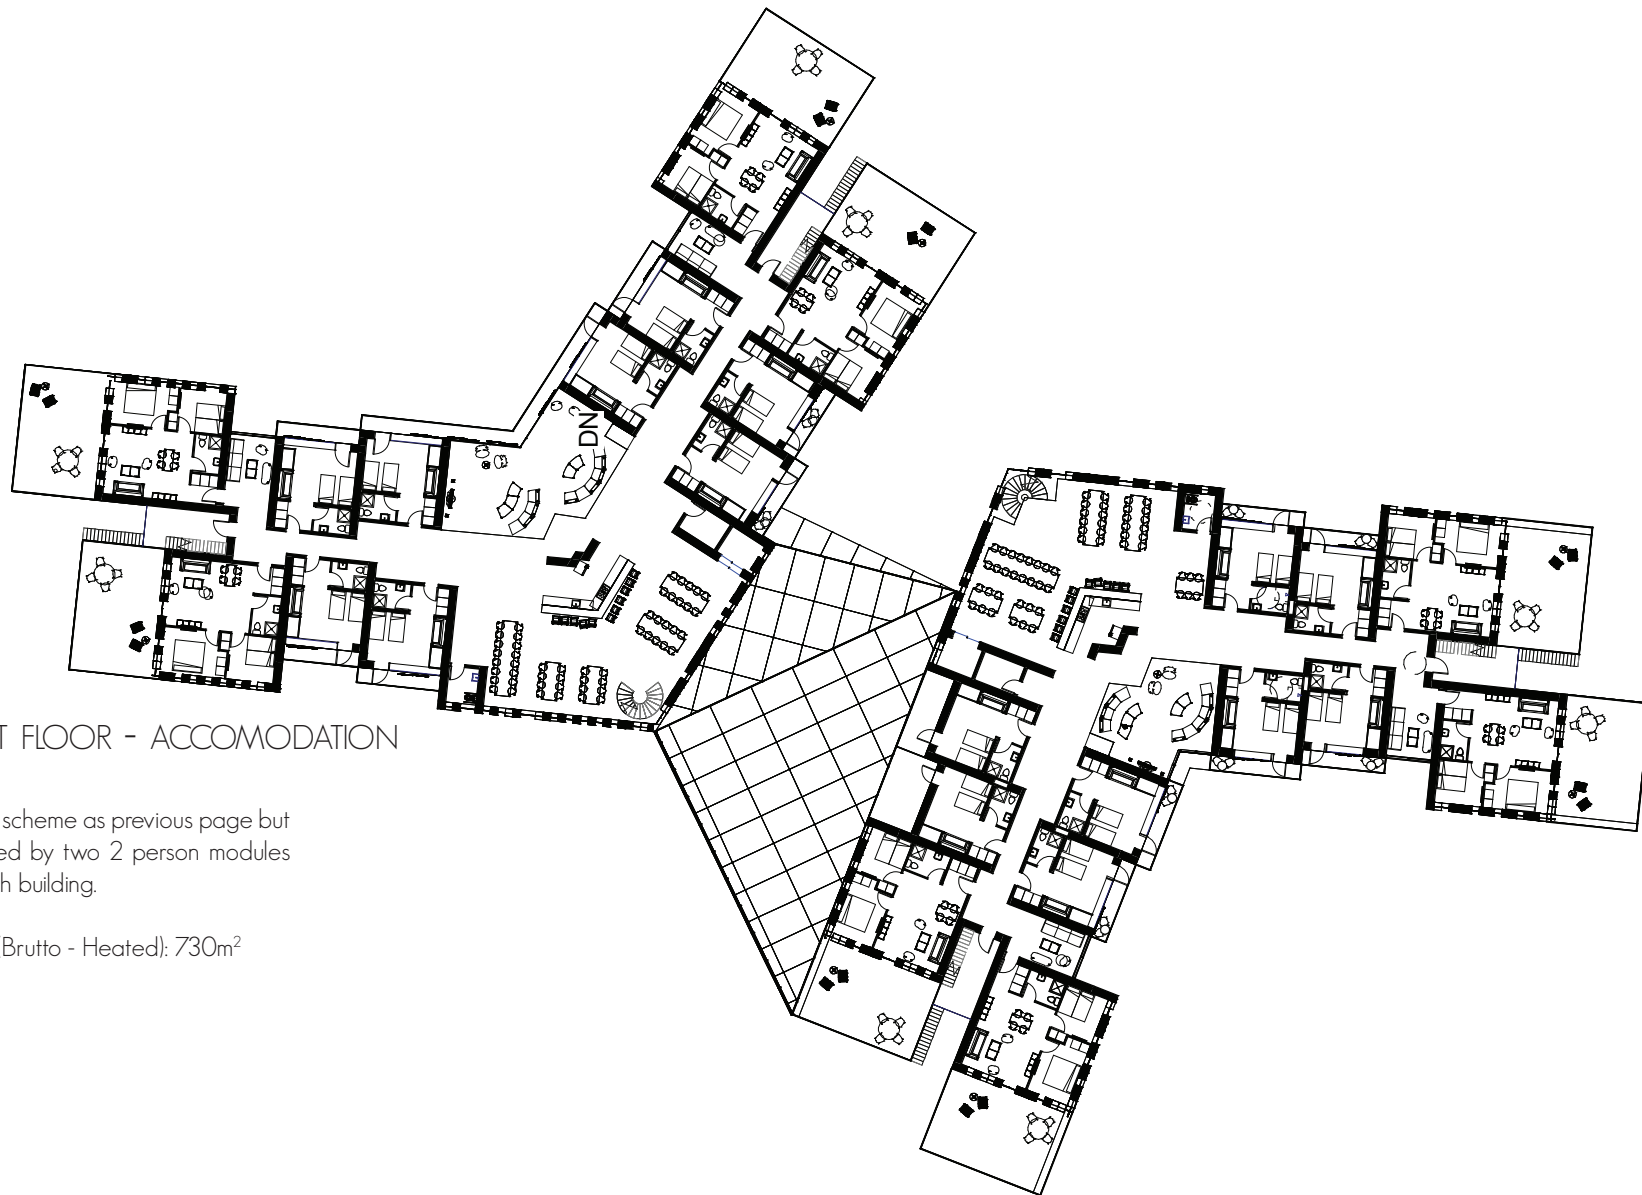 DN
T FLOOR - ACCOMODATION
scheme as previous page but
ed by two 2 person modules
h building.
(Brutto - Heated): 730m²